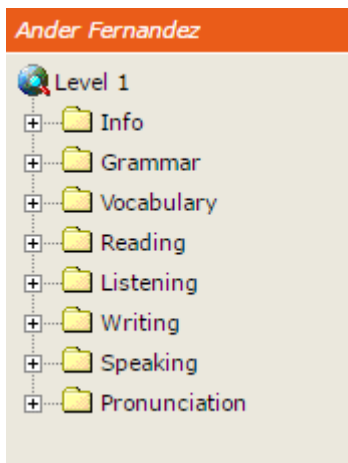 Ander Fernandez
Level 1
Info
Grammar
Vocabulary
Reading
Listening
Writing
Speaking
Pronunciation